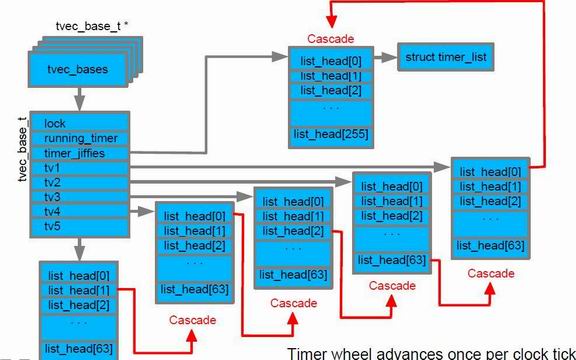 tvec_base_t *
tvec_bases
tvec_base_t
lock
running_timer
timer_jiffies
tv1
tv2
tv3
tv4
tv5
Cascade
list_head[0]
list_head[1]
list_head[2]
. . .
list_head[255]
struct timer_list
list_head[0]
list_head[1]
list_head[2]
. . .
list_head[63]
list_head[0]
list_head[1]
list_head[2]
. . .
list_head[63]
Cascade
list_head[0]
list_head[1]
list_head[2]
. . .
list_head[63]
Cascade
list_head[0]
list_head[1]
list_head[2]
. . .
list_head[63]
Cascade
list_head[0]
list_head[1]
list_head[2]
. . .
list_head[63]
Cascade
Timer wheel advances once per clock tick